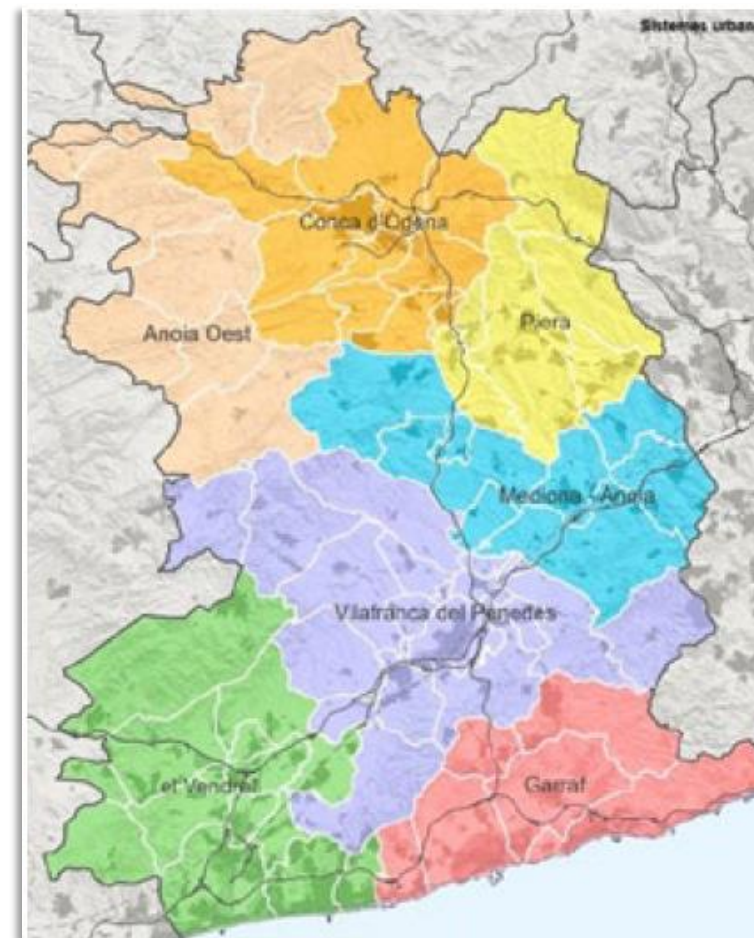 Sistemes urban
Conca d'Òdena
Anoia Oest
Piera
Mediona - Anoia
Vilafranca del Penedès
el Vendrell
Garraf